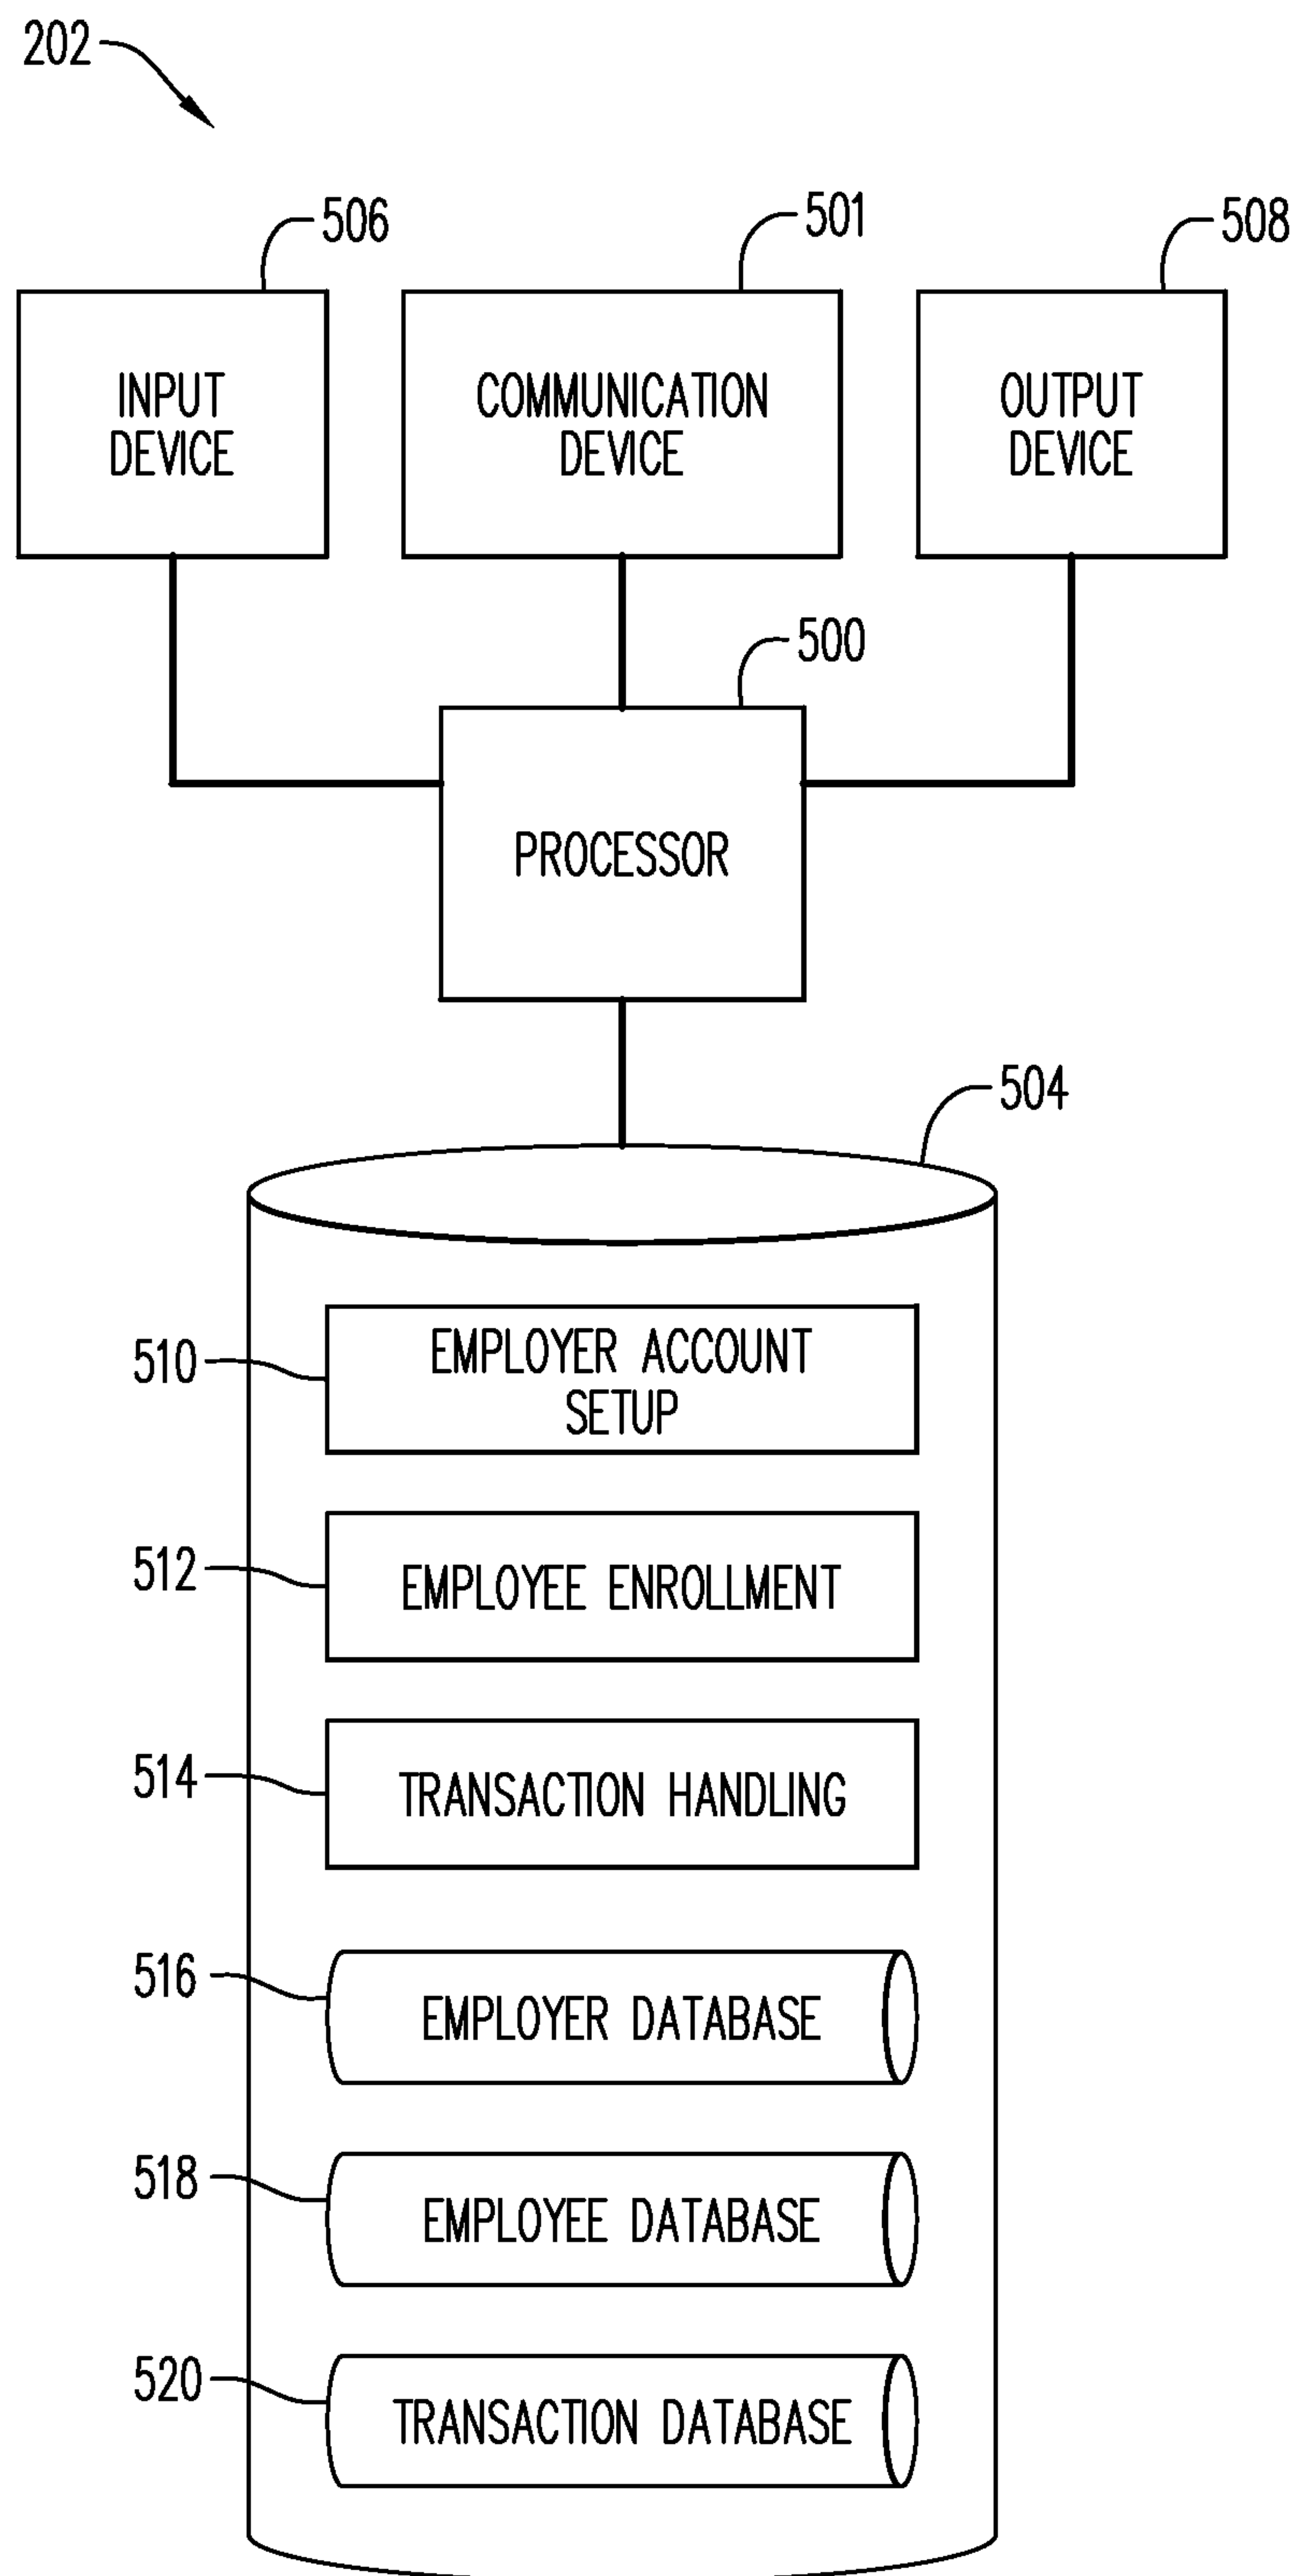 202
506
501
508
INPUT
DEVICE
COMMUNICATION
DEVICE
OUTPUT
DEVICE
500
PROCESSOR
504
510
EMPLOYER ACCOUNT
SETUP
512
EMPLOYEE ENROLLMENT
514
TRANSACTION HANDLING
516
EMPLOYER DATABASE
518
EMPLOYEE DATABASE
520
TRANSACTION DATABASE